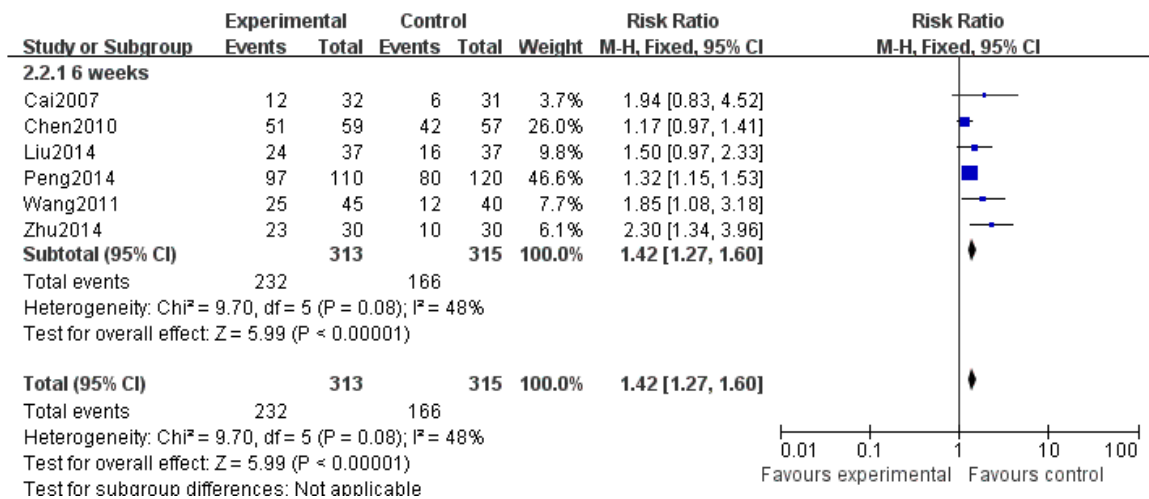 Experimental Control Risk Ratio Risk Ratio
Study or Subgroup Events Total Events Total Weight M-H, Fixed, 95% CI M-H, Fixed, 95% CI
2.2.1 6 weeks
Cai2007 12 32 6 31 3.7% 1.94 [0.83, 4.52]
Chen2010 51 59 42 57 26.0% 1.17 [0.97, 1.41]
Liu2014 24 37 16 37 9.8% 1.50 [0.97, 2.33]
Peng2014 97 110 80 120 46.6% 1.32 [1.15, 1.53]
Wang2011 25 45 12 40 7.7% 1.85 [1.08, 3.18]
Zhu2014 23 30 10 30 6.1% 2.30 [1.34, 3.96]
Subtotal (95% CI) 313 315 100.0% 1.42 [1.27, 1.60]
Total events 232 166
Heterogeneity: Chi² = 9.70, df = 5 (P = 0.08); I² = 48%
Test for overall effect: Z = 5.99 (P < 0.00001)
Total (95% CI) 313 315 100.0% 1.42 [1.27, 1.60]
Total events 232 166
Heterogeneity: Chi² = 9.70, df = 5 (P = 0.08); I² = 48%
Test for overall effect: Z = 5.99 (P < 0.00001)
Test for subgroup differences: Not applicable
0.01 0.1 1 10 100
Favours experimental Favours control